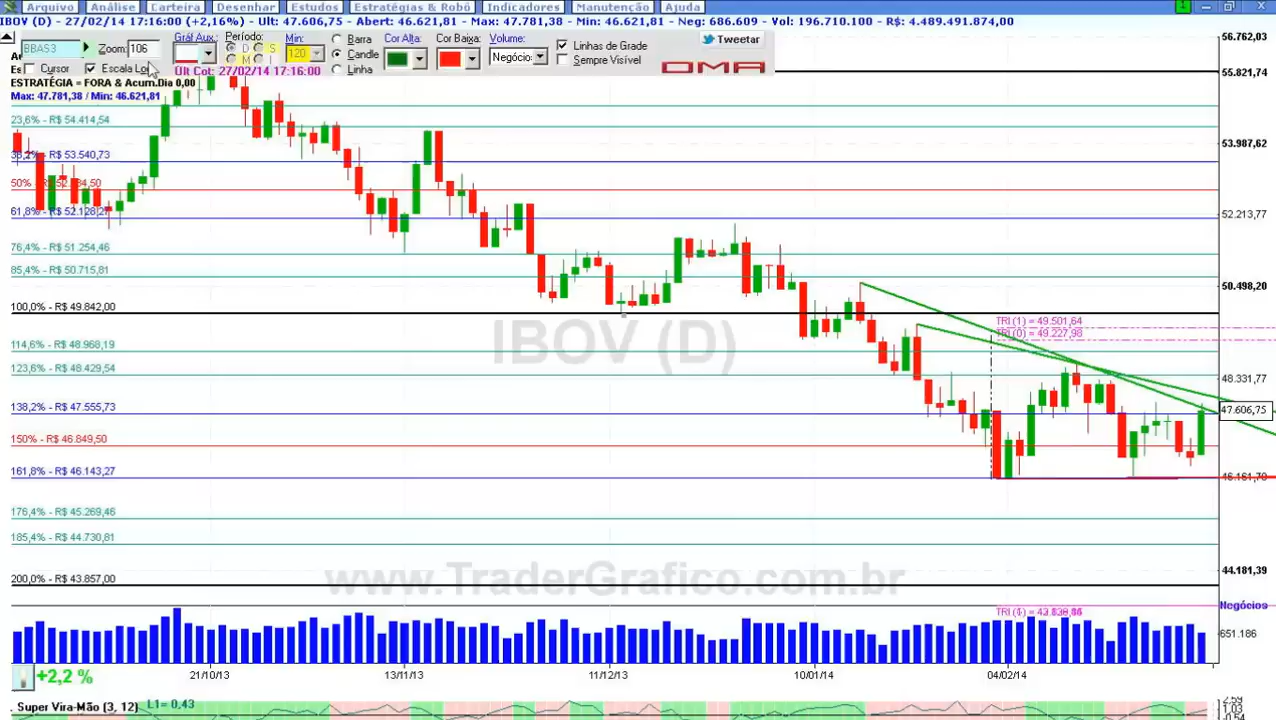 Arquivo Análise Carteira Desenhar Estudos Estratégias & Robô Indicadores Manutenção Ajuda
IBOV (D) - 27/02/14 - 17:16:00 (+2,16%) - Ult: 47.606,75 - Abert: 46.621,81 - Max: 47.781,38 - Min: 46.621,81 - Neg: 686.609 - Vol: 196.710.100 - R$: 4.489.491.874,00
BBAS3 Zoom: 106 Gráf Aux.: Período: D S M I Min: 120 Barra Candle Linha Cor Alta: Cor Baixa: Volume: Negócio Linhas de Grade Sempre Visível Tweetar
OMA
Cursor Escala Log Últ Cot: 27/02/14 17:16:00
ESTRATÉGIA = FORA & Acum.Dia 0,00
Max: 47.781,38 / Min: 46.621,81
56.762,03
55.821,74
23,6% - R$ 54.414,54
53.987,62
38,2% - R$ 53.540,73
61,8% - R$ 52.128,27
52.213,77
76,4% - R$ 51.254,46
85,4% - R$ 50.715,81
50.498,20
100,0% - R$ 49.842,00
TRI (1) = 49.501,64
TRI (0) = 49.227,98
IBOV (D)
114,6% - R$ 48.968,19
123,6% - R$ 48.429,54
48.331,77
138,2% - R$ 47.555,73
47.606,75
150% - R$ 46.849,50
161,8% - R$ 46.143,27
46.161,70
176,4% - R$ 45.269,46
185,4% - R$ 44.730,81
44.181,39
200,0% - R$ 43.857,00
www.TraderGrafico.com.br
Negócios
651.186
+2,2 %
21/10/13 13/11/13 11/12/13 10/01/14 04/02/14
Super Vira-Mão (3, 12) L1= 0,43
1.03